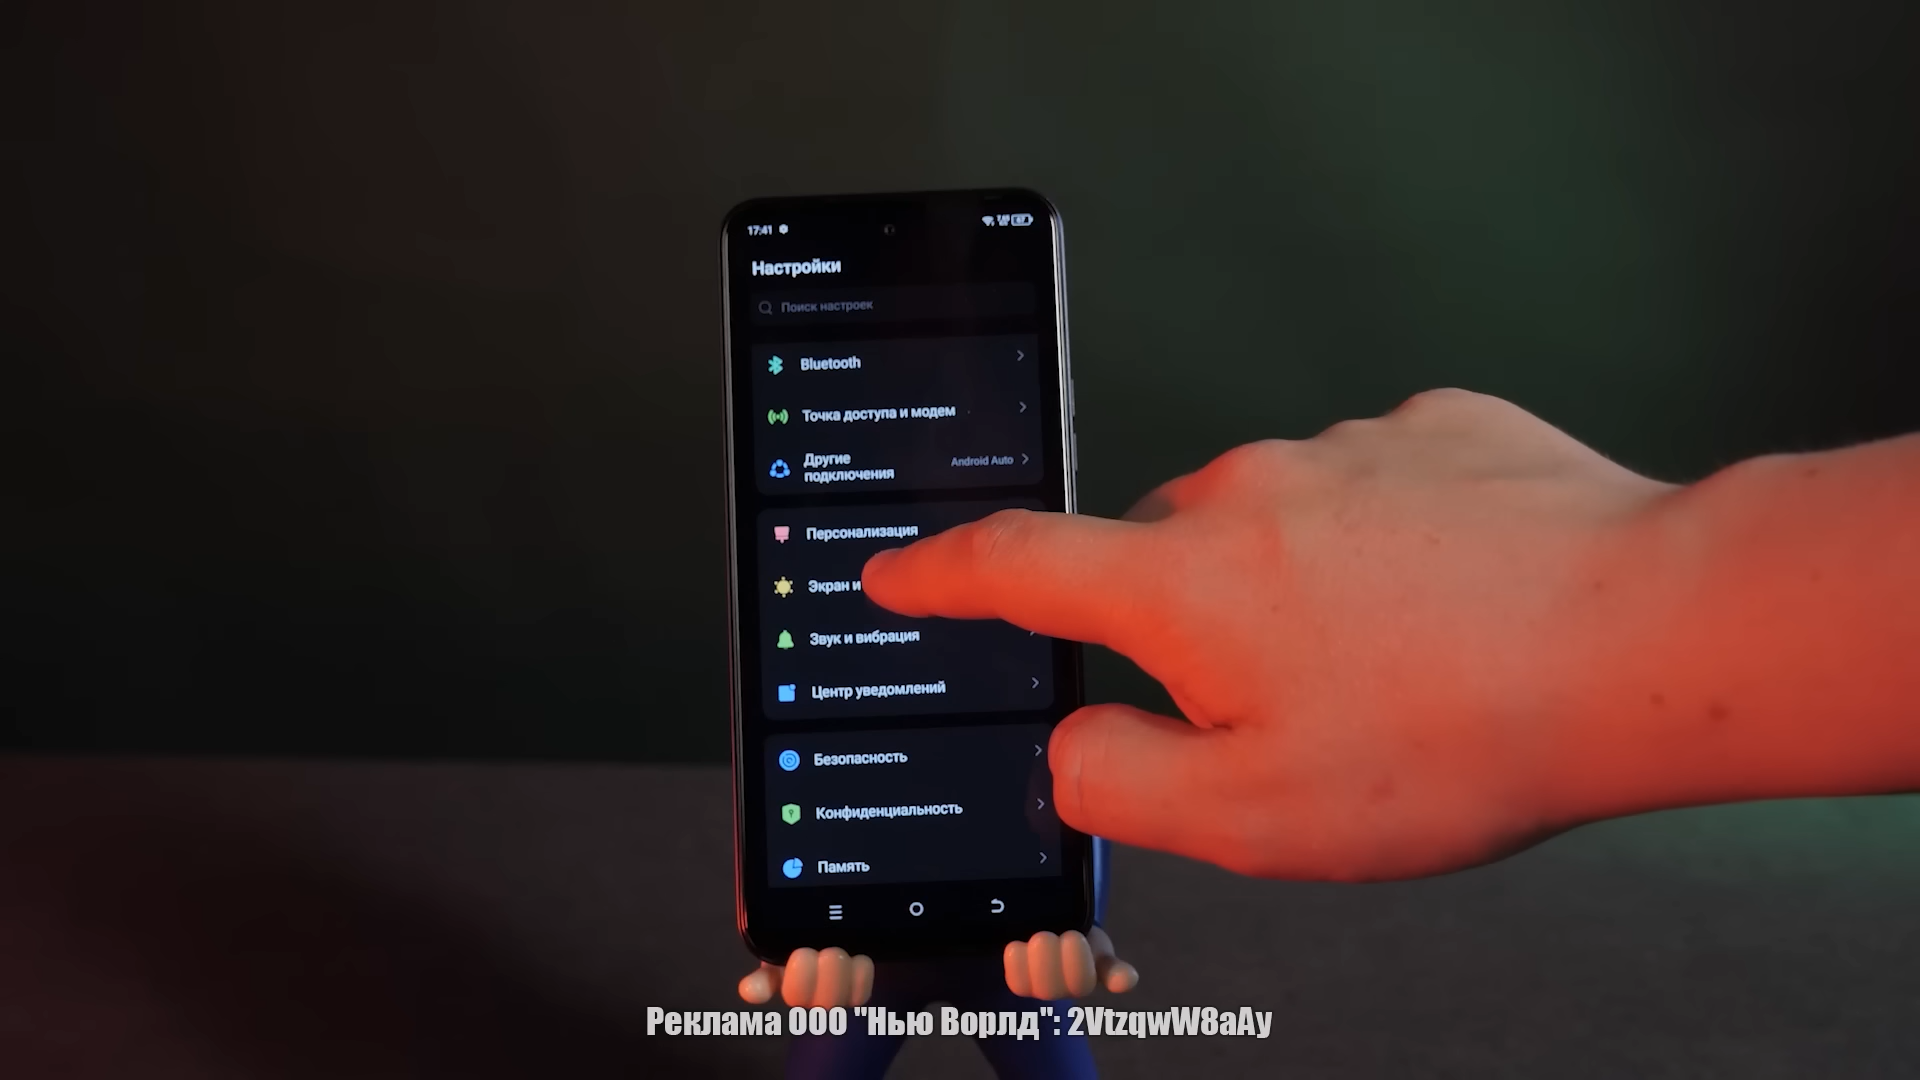 17:41
Настройки
Поиск настроек
Bluetooth
Точка доступа и модем
Другие
подключения
Android Auto
Персонализация
Экран и
Звук и вибрация
Центр уведомлений
Безопасность
Конфиденциальность
Память
Реклама ООО "Нью Ворлд": 2VtzqwW8aAy